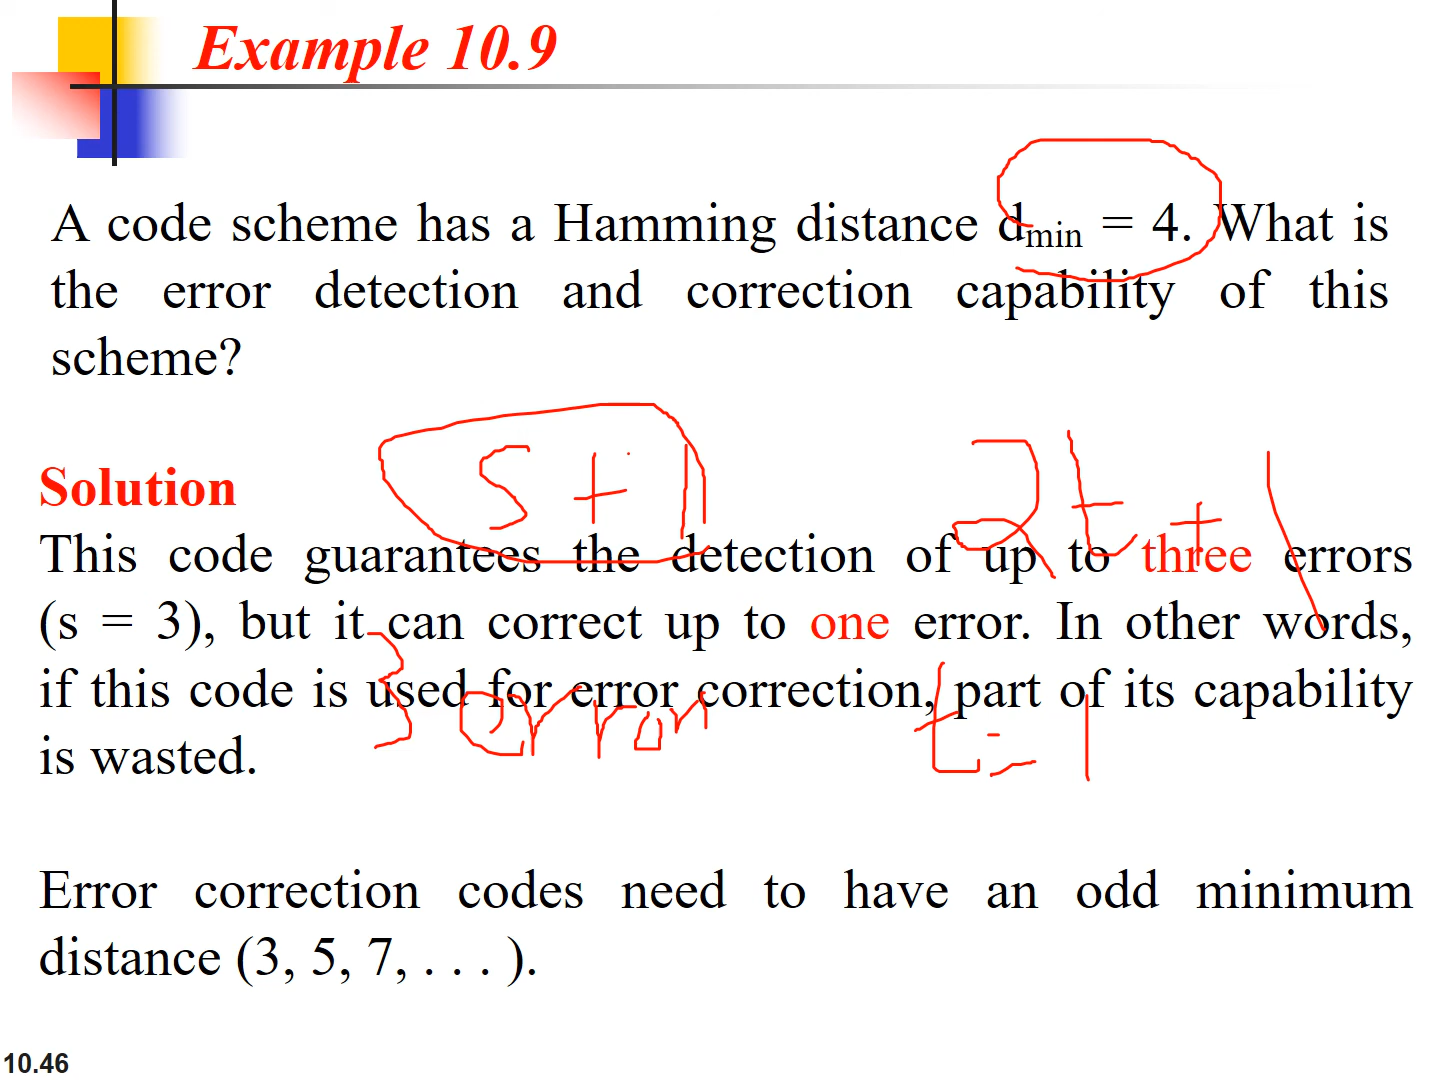 Example 10.9
A code scheme has a Hamming distance dmin = 4. What is
the error detection and correction capability of this
scheme?
s + 1
2t + 1
Solution
This code guarantees the detection of up to three errors
(s = 3), but it can correct up to one error. In other words,
if this code is used for error correction, part of its capability
is wasted.
3 error
t = 1
Error correction codes need to have an odd minimum
distance (3, 5, 7, . . . ).
10.46